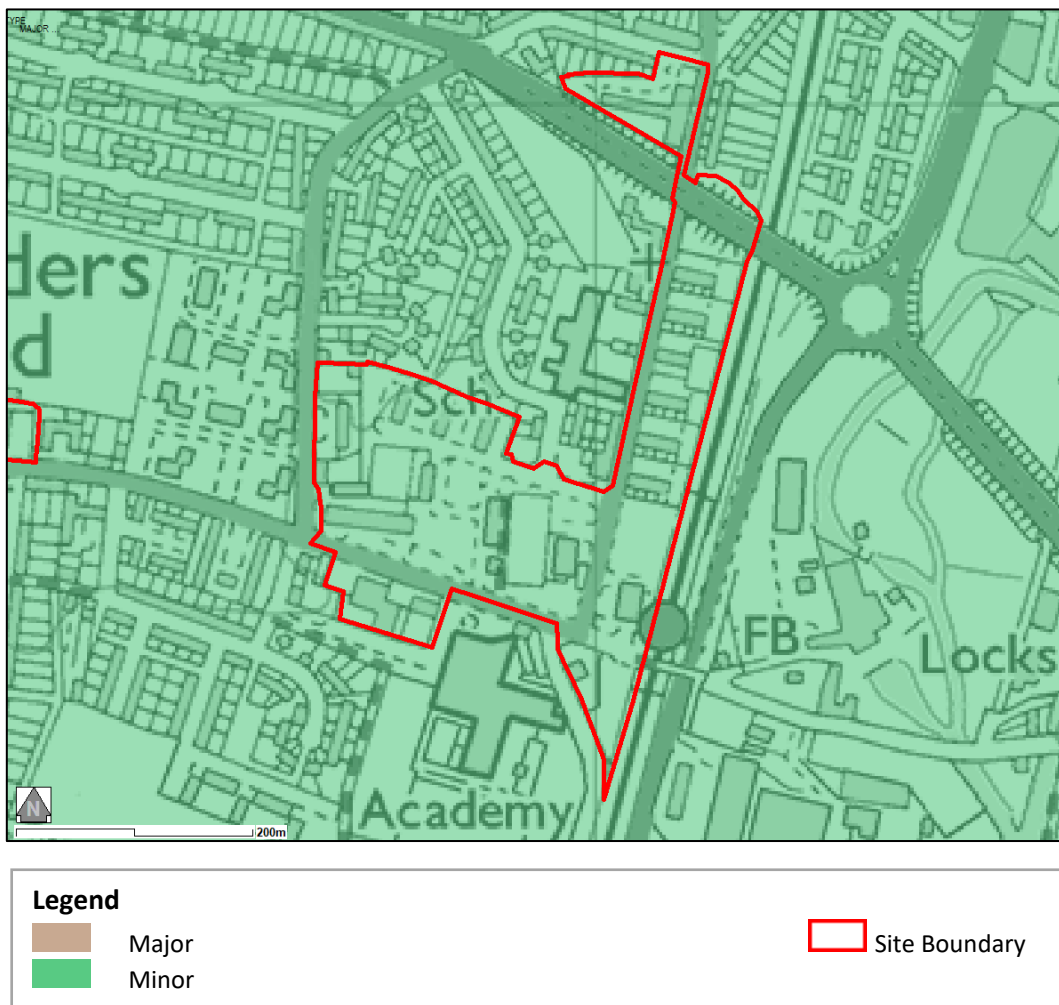 TYPE
MAJOR ...
ders
d
Sch
FB
Locks
Academy
N
200m
Legend
Major
Minor
Site Boundary